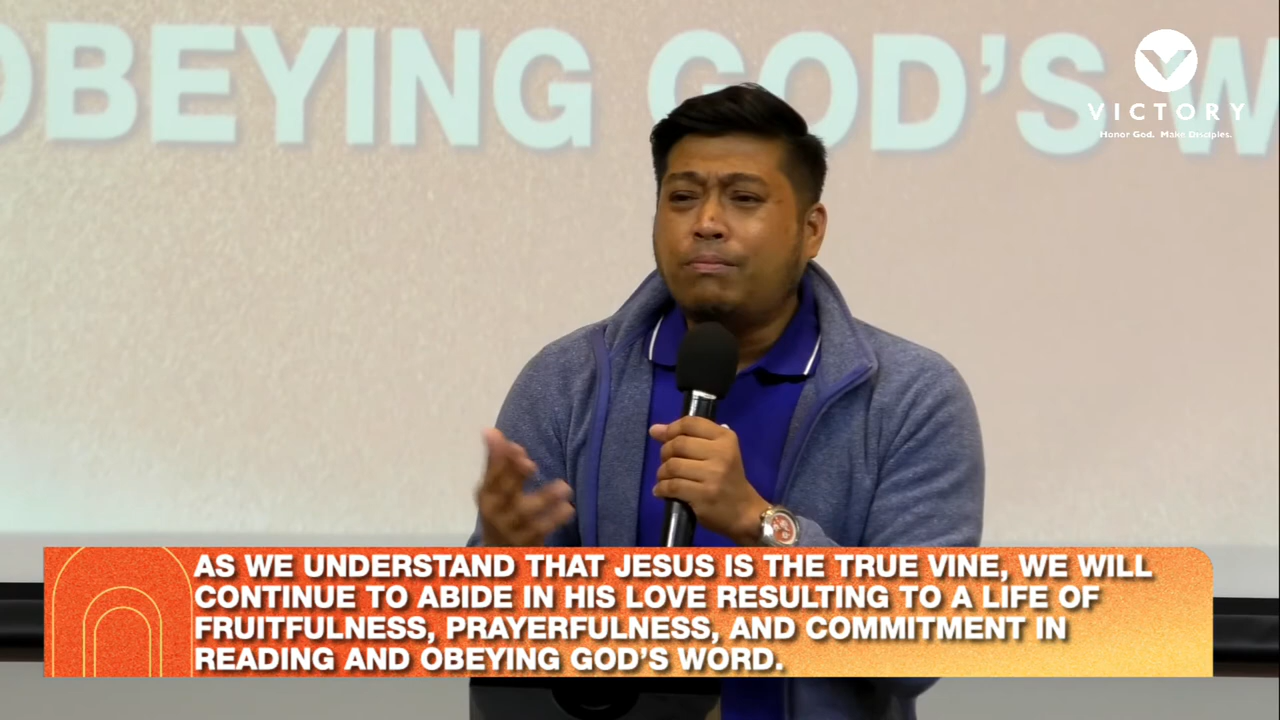 OBEYING GOD'S W
VICTORY
Honor God. Make Disciples.
AS WE UNDERSTAND THAT JESUS IS THE TRUE VINE, WE WILL
CONTINUE TO ABIDE IN HIS LOVE RESULTING TO A LIFE OF
FRUITFULNESS, PRAYERFULNESS, AND COMMITMENT IN
READING AND OBEYING GOD'S WORD.